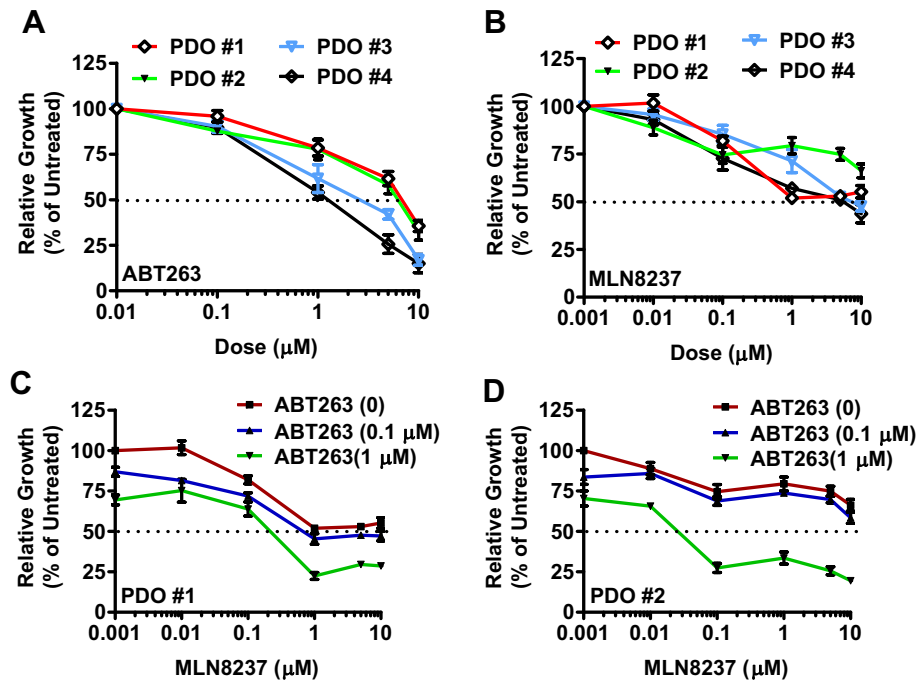 A
PDO #1
PDO #3
PDO #2
PDO #4
Relative Growth
(% of Untreated)
125
100
75
50
25
0
ABT263
0.01
0.1
1
10
Dose (μM)
B
PDO #1
PDO #3
PDO #2
PDO #4
Relative Growth
(% of Untreated)
125
100
75
50
25
0
MLN8237
0.001
0.01
0.1
1
10
Dose (μM)
C
ABT263 (0)
ABT263 (0.1 μM)
ABT263(1 μM)
Relative Growth
(% of Untreated)
125
100
75
50
25
0
PDO #1
0.001
0.01
0.1
1
10
MLN8237 (μM)
D
ABT263 (0)
ABT263 (0.1 μM)
ABT263(1 μM)
Relative Growth
(% of Untreated)
125
100
75
50
25
0
PDO #2
0.001
0.01
0.1
1
10
MLN8237 (μM)